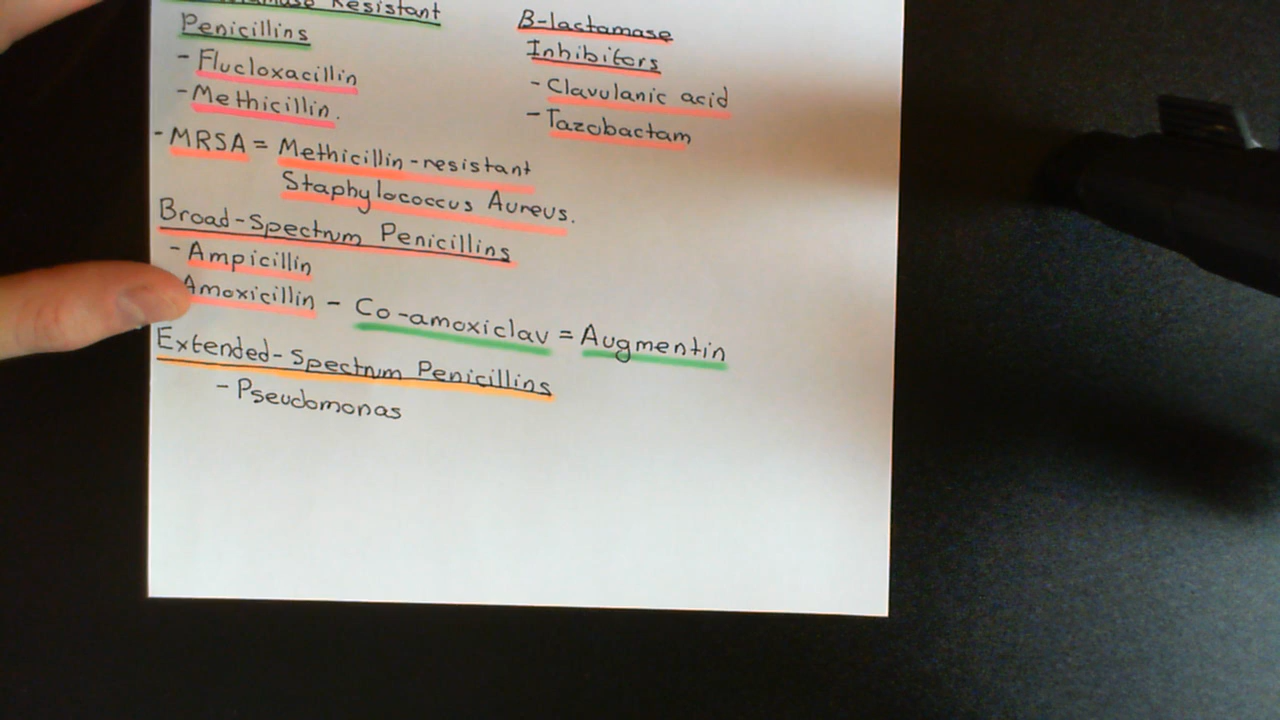 Resistant
Penicillins
- Flucloxacillin
- Methicillin.
β-lactamase
Inhibitors
- Clavulanic acid
- Tazobactam
- MRSA = Methicillin-resistant
Staphylococcus Aureus.
Broad-Spectrum Penicillins
- Ampicillin
Amoxicillin - Co-amoxiclav = Augmentin
Extended-Spectrum Penicillins
- Pseudomonas